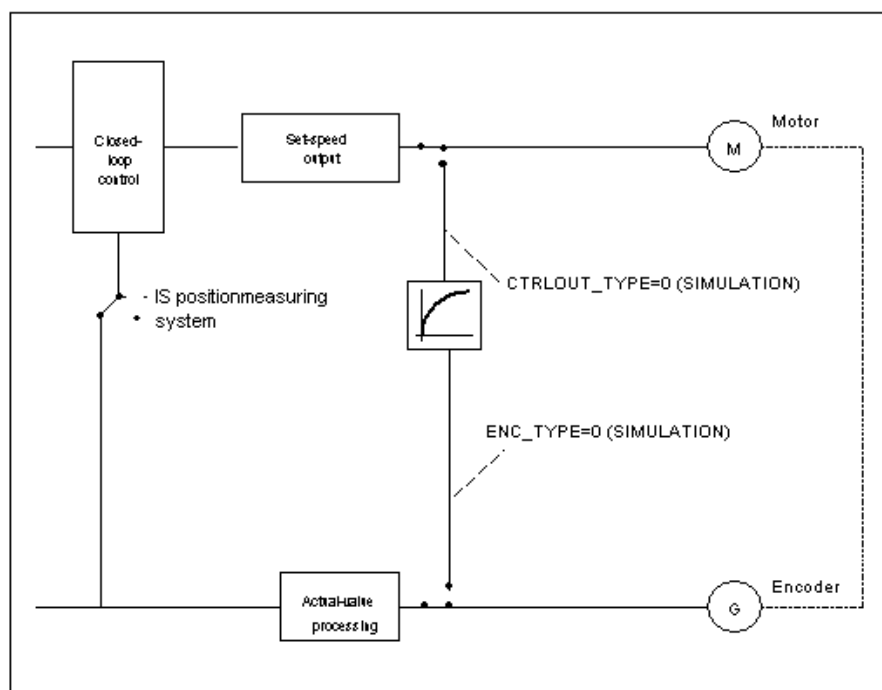 Closed-
loop
control
Set-speed
output
Motor
M
IS positionmeasuring
system
CTRLOUT_TYPE=0 (SIMULATION)
ENC_TYPE=0 (SIMULATION)
Actual-value
processing
Encoder
G